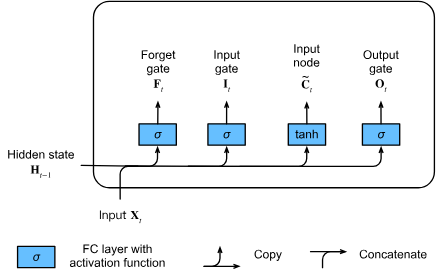 Forget
gate
F_t
Input
gate
I_t
Input
node
C̃_t
Output
gate
O_t
σ
σ
tanh
σ
Hidden state
H_{t−1}
Input X_t
σ
FC layer with
activation function
Copy
Concatenate